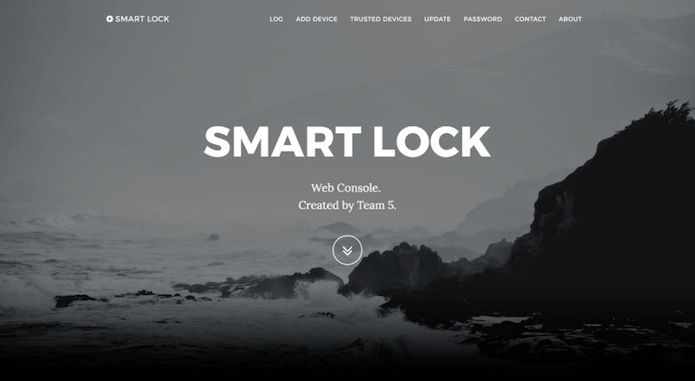 SMART LOCK
LOG ADD DEVICE TRUSTED DEVICES UPDATE PASSWORD CONTACT ABOUT
SMART LOCK
Web Console.
Created by Team 5.